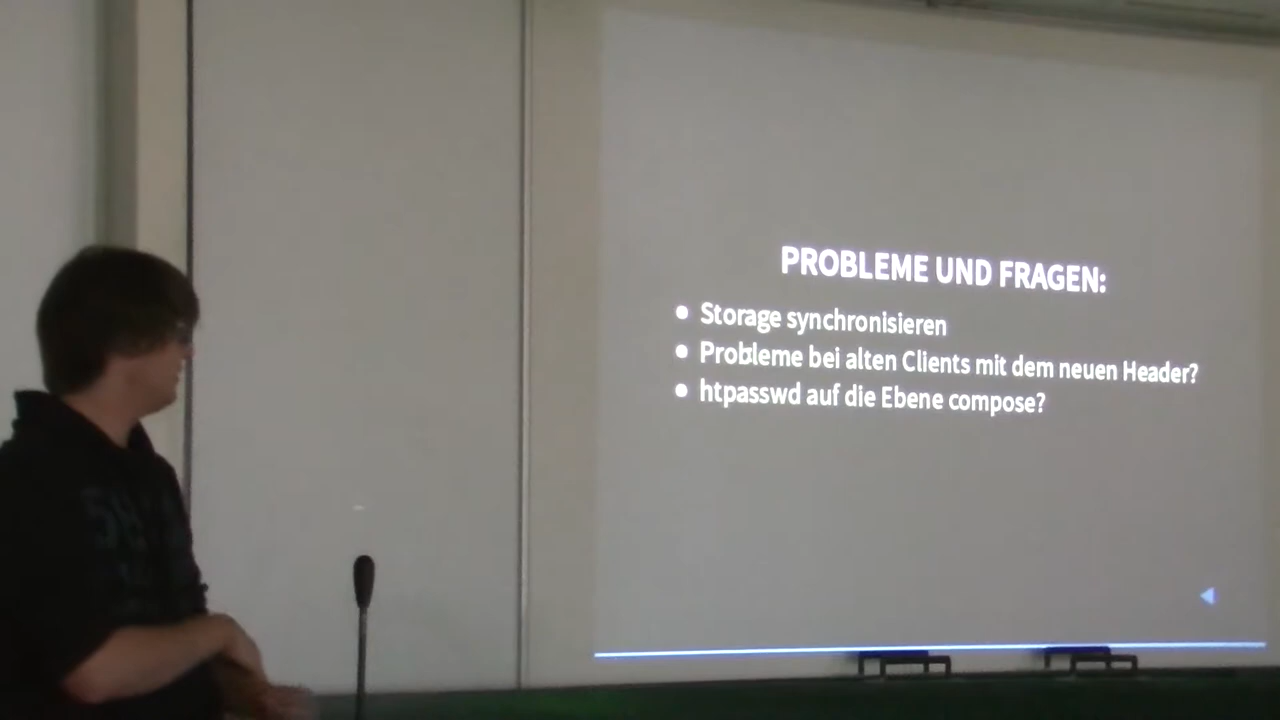 PROBLEME UND FRAGEN:
Storage synchronisieren
Probleme bei alten Clients mit dem neuen Header?
htpasswd auf die Ebene compose?